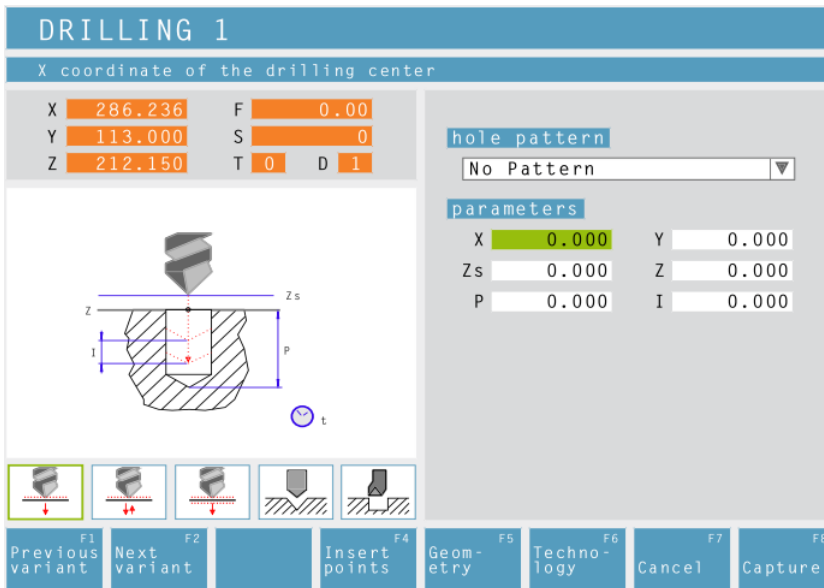 DRILLING 1
X coordinate of the drilling center
X 286.236 F 0.00
Y 113.000 S 0
Z 212.150 T 0 D 1
hole pattern
No Pattern
parameters
X 0.000 Y 0.000
Zs 0.000 Z 0.000
P 0.000 I 0.000
Zs
Z
I
P
t
F1 F2 F4 F5 F6 F7 F8
Previous Next Insert Geom- Techno- Cancel Capture
variant variant points etry logy